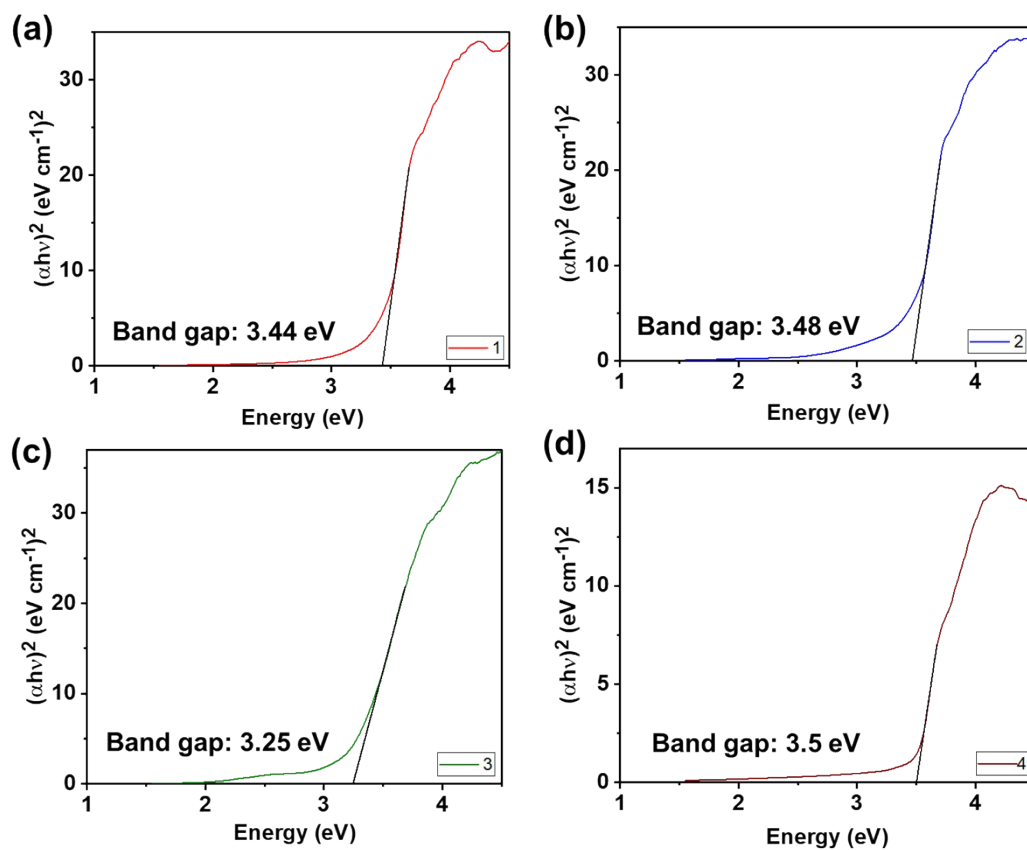 (a)
30
20
10
0
(αhν)² (eV cm⁻¹)²
Band gap: 3.44 eV
1
1 2 3 4
Energy (eV)
(b)
30
20
10
0
(αhν)² (eV cm⁻¹)²
Band gap: 3.48 eV
2
1 2 3 4
Energy (eV)
(c)
30
20
10
0
(αhν)² (eV cm⁻¹)²
Band gap: 3.25 eV
3
1 2 3 4
Energy (eV)
(d)
15
10
5
0
(αhν)² (eV cm⁻¹)²
Band gap: 3.5 eV
4
1 2 3 4
Energy (eV)